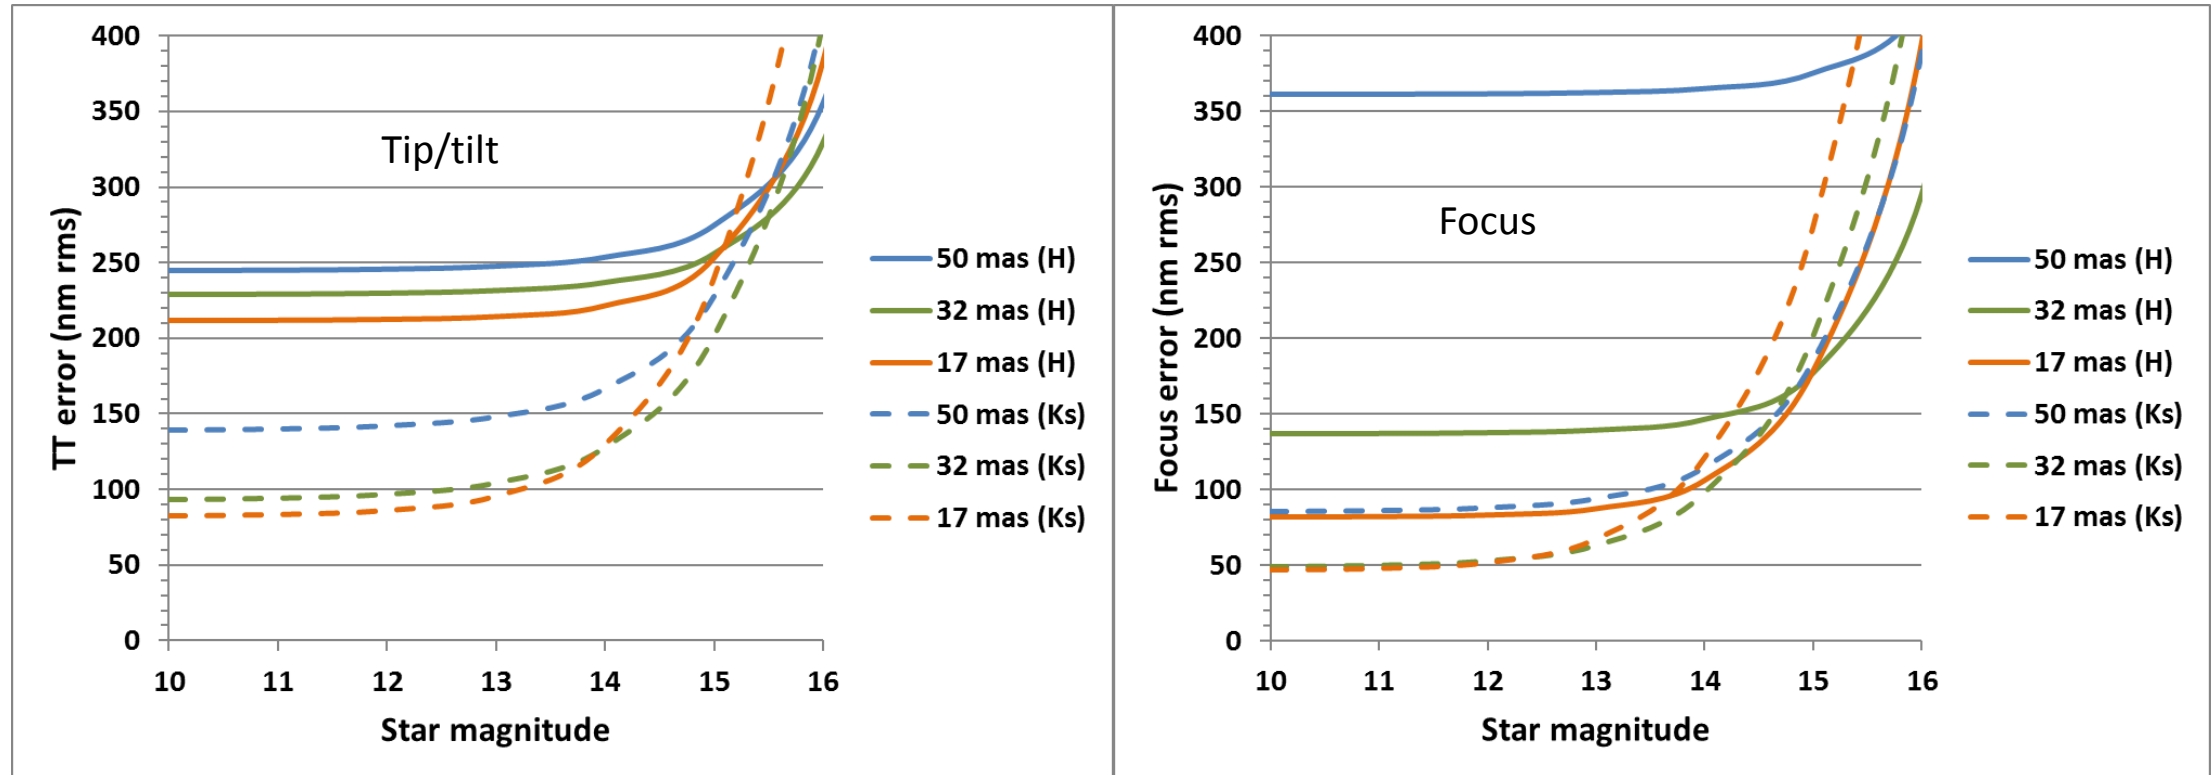 Tip/tilt
TT error (nm rms)
400
350
300
250
200
150
100
50
0
10 11 12 13 14 15 16
Star magnitude
50 mas (H)
32 mas (H)
17 mas (H)
50 mas (Ks)
32 mas (Ks)
17 mas (Ks)
Focus
Focus error (nm rms)
400
350
300
250
200
150
100
50
0
10 11 12 13 14 15 16
Star magnitude
50 mas (H)
32 mas (H)
17 mas (H)
50 mas (Ks)
32 mas (Ks)
17 mas (Ks)